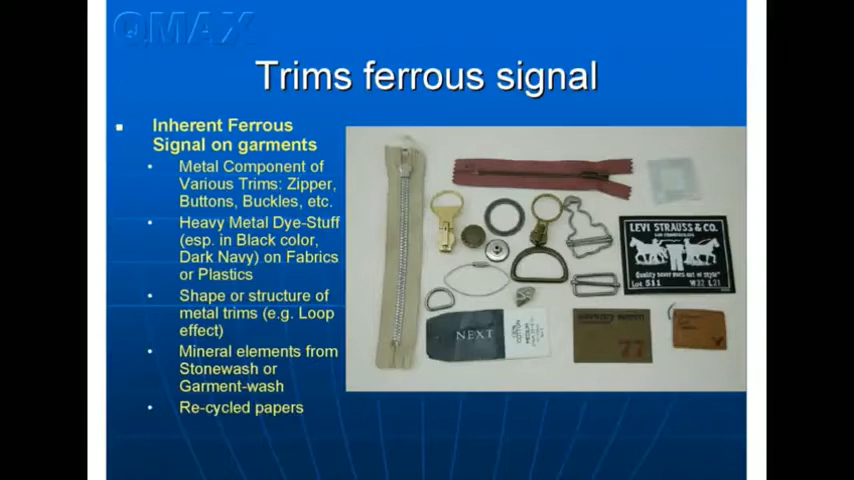 QMAX
Trims ferrous signal
Inherent Ferrous
Signal on garments
Metal Component of
Various Trims: Zipper,
Buttons, Buckles, etc.
Heavy Metal Dye-Stuff
(esp. in Black color,
Dark Navy) on Fabrics
or Plastics
Shape or structure of
metal trims (e.g. Loop
effect)
Mineral elements from
Stonewash or
Garment-wash
Re-cycled papers
LEVI STRAUSS & CO.
Quality never goes out of style
Lot 511 W32 L31
NEXT
COTTON
MEDIUM
77